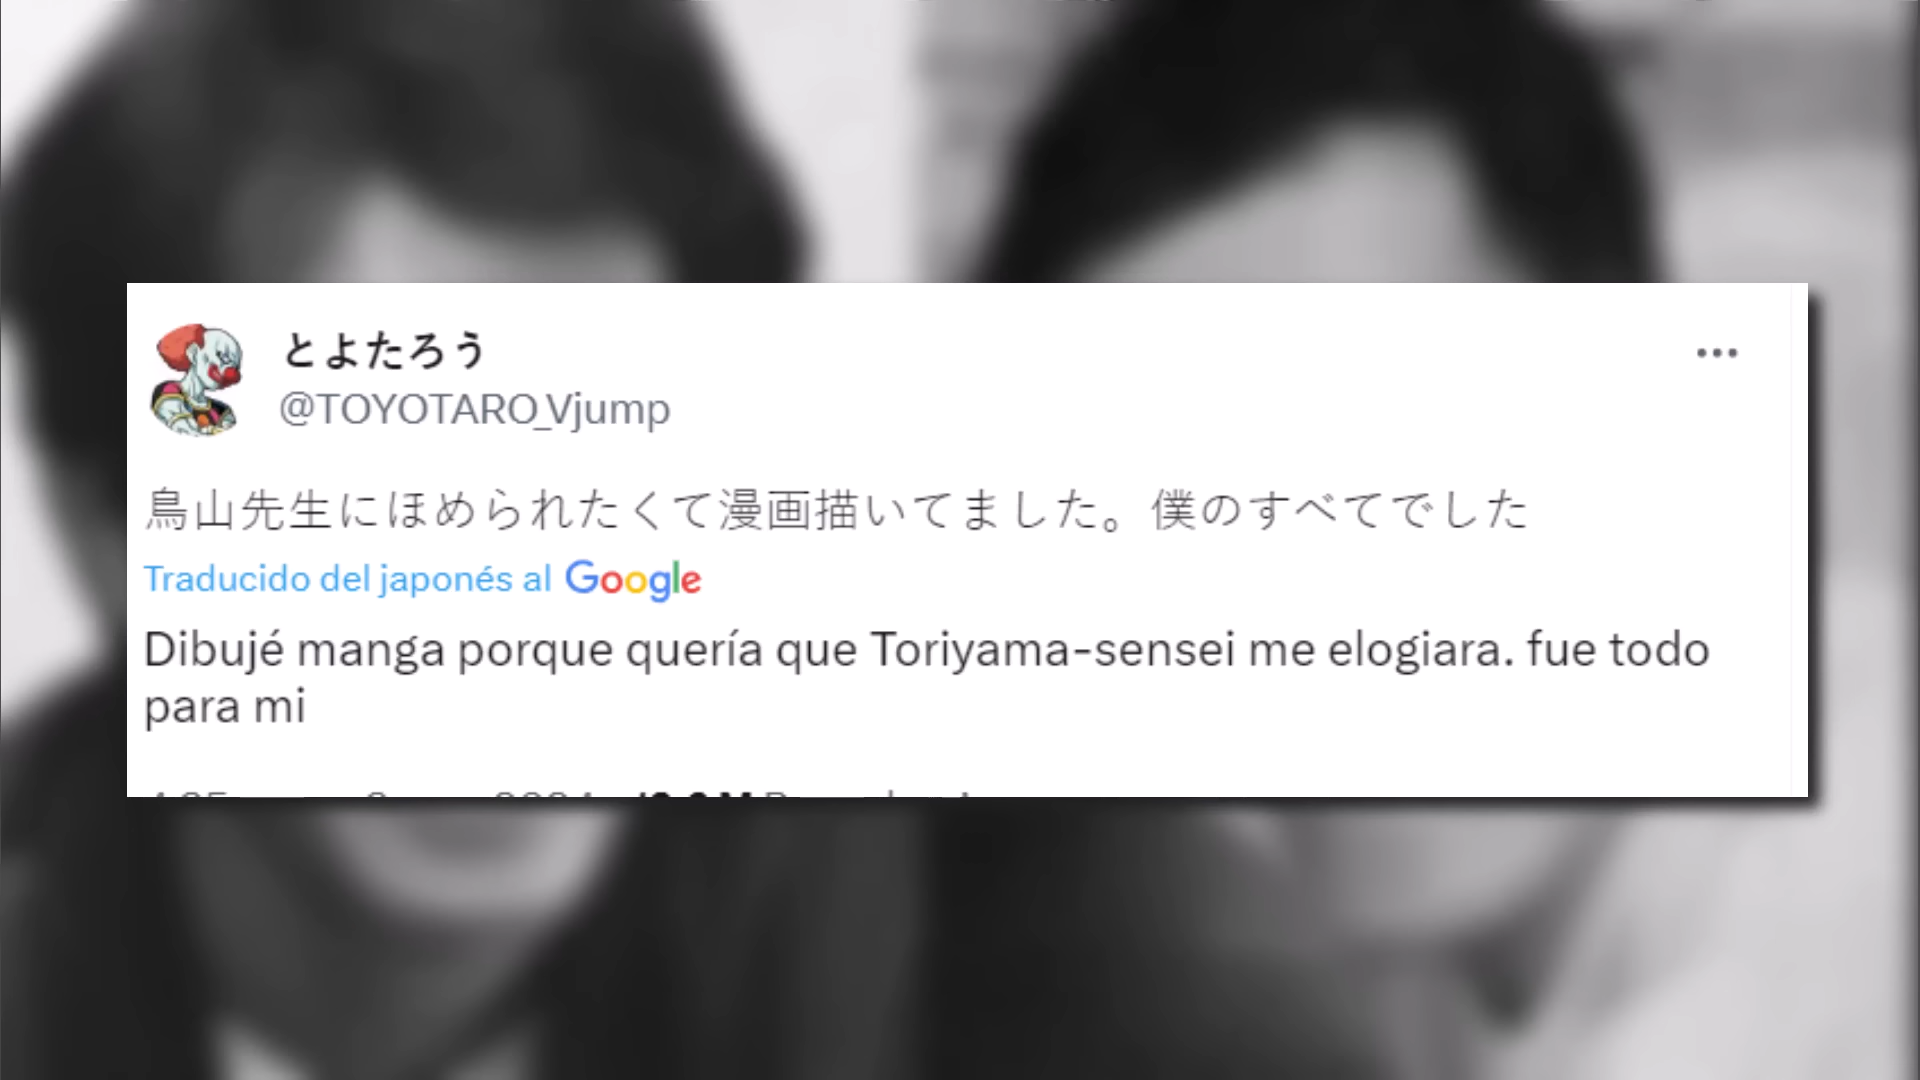 とよたろう
@TOYOTARO_Vjump
鳥山先生にほめられたくて漫画描いてました。僕のすべてでした
Traducido del japonés al Google
Dibujé manga porque quería que Toriyama-sensei me elogiara. fue todo
para mi